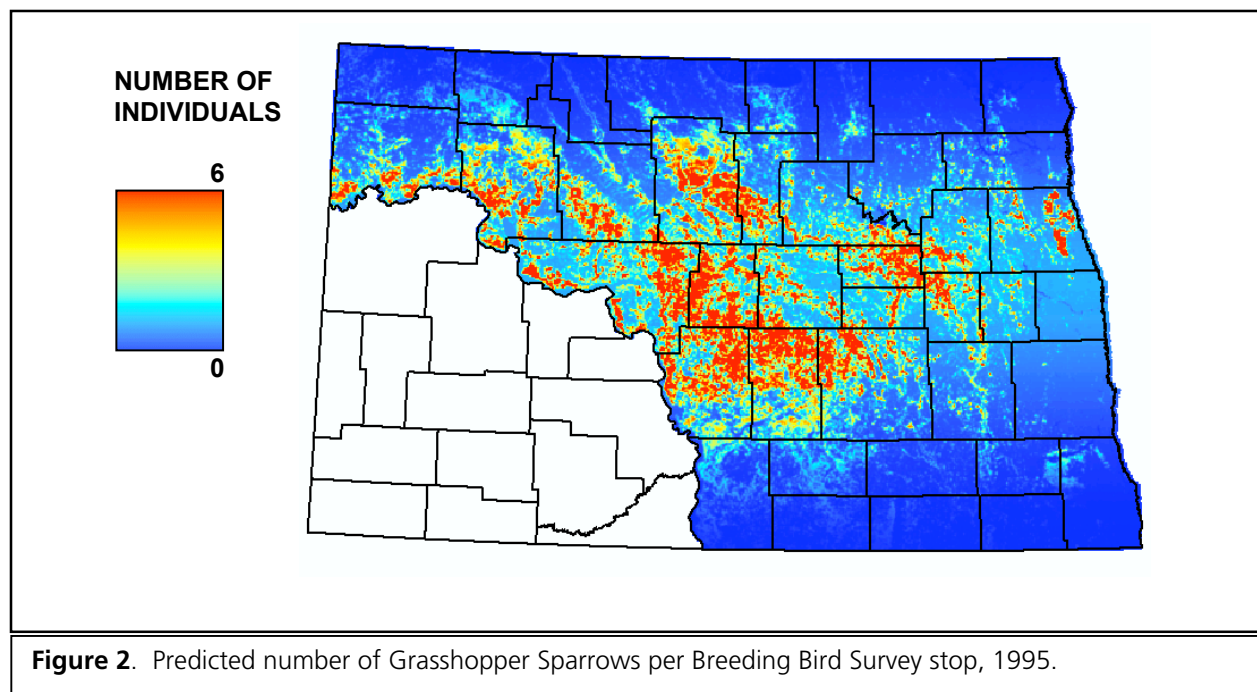 NUMBER OF
INDIVIDUALS
6
0
Figure 2. Predicted number of Grasshopper Sparrows per Breeding Bird Survey stop, 1995.